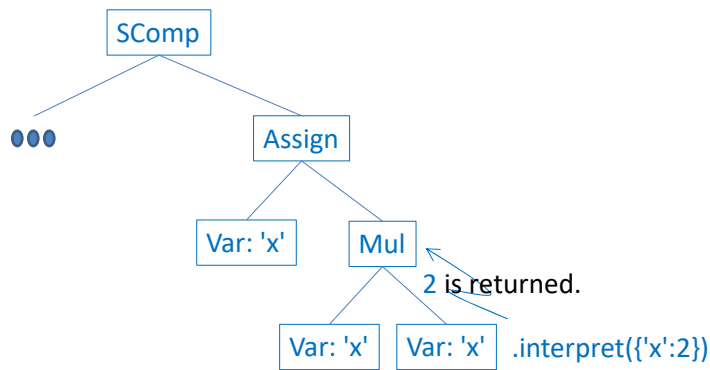 SComp
Assign
Var: 'x'
Mul
2 is returned.
Var: 'x'
Var: 'x'
.interpret({'x':2})